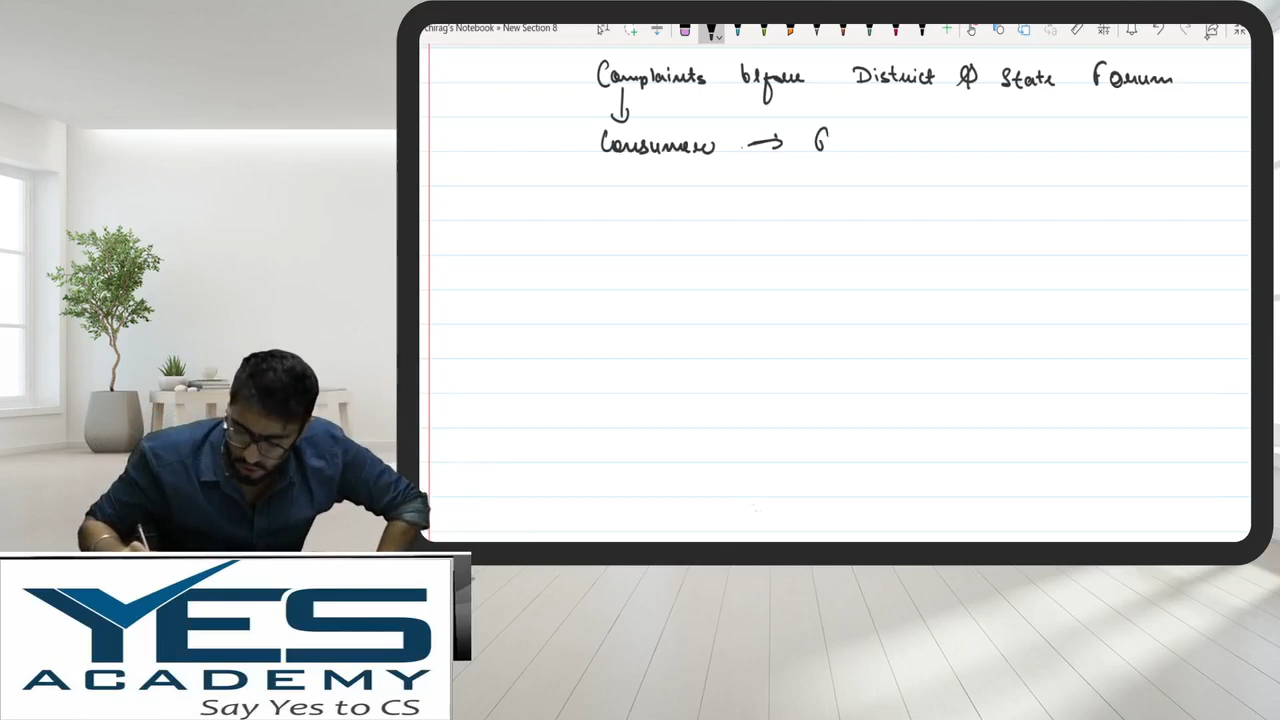 chirag's Notebook » New Section 8
Complaints before District & State Forum
Consumer →
YES
ACADEMY
Say Yes to CS